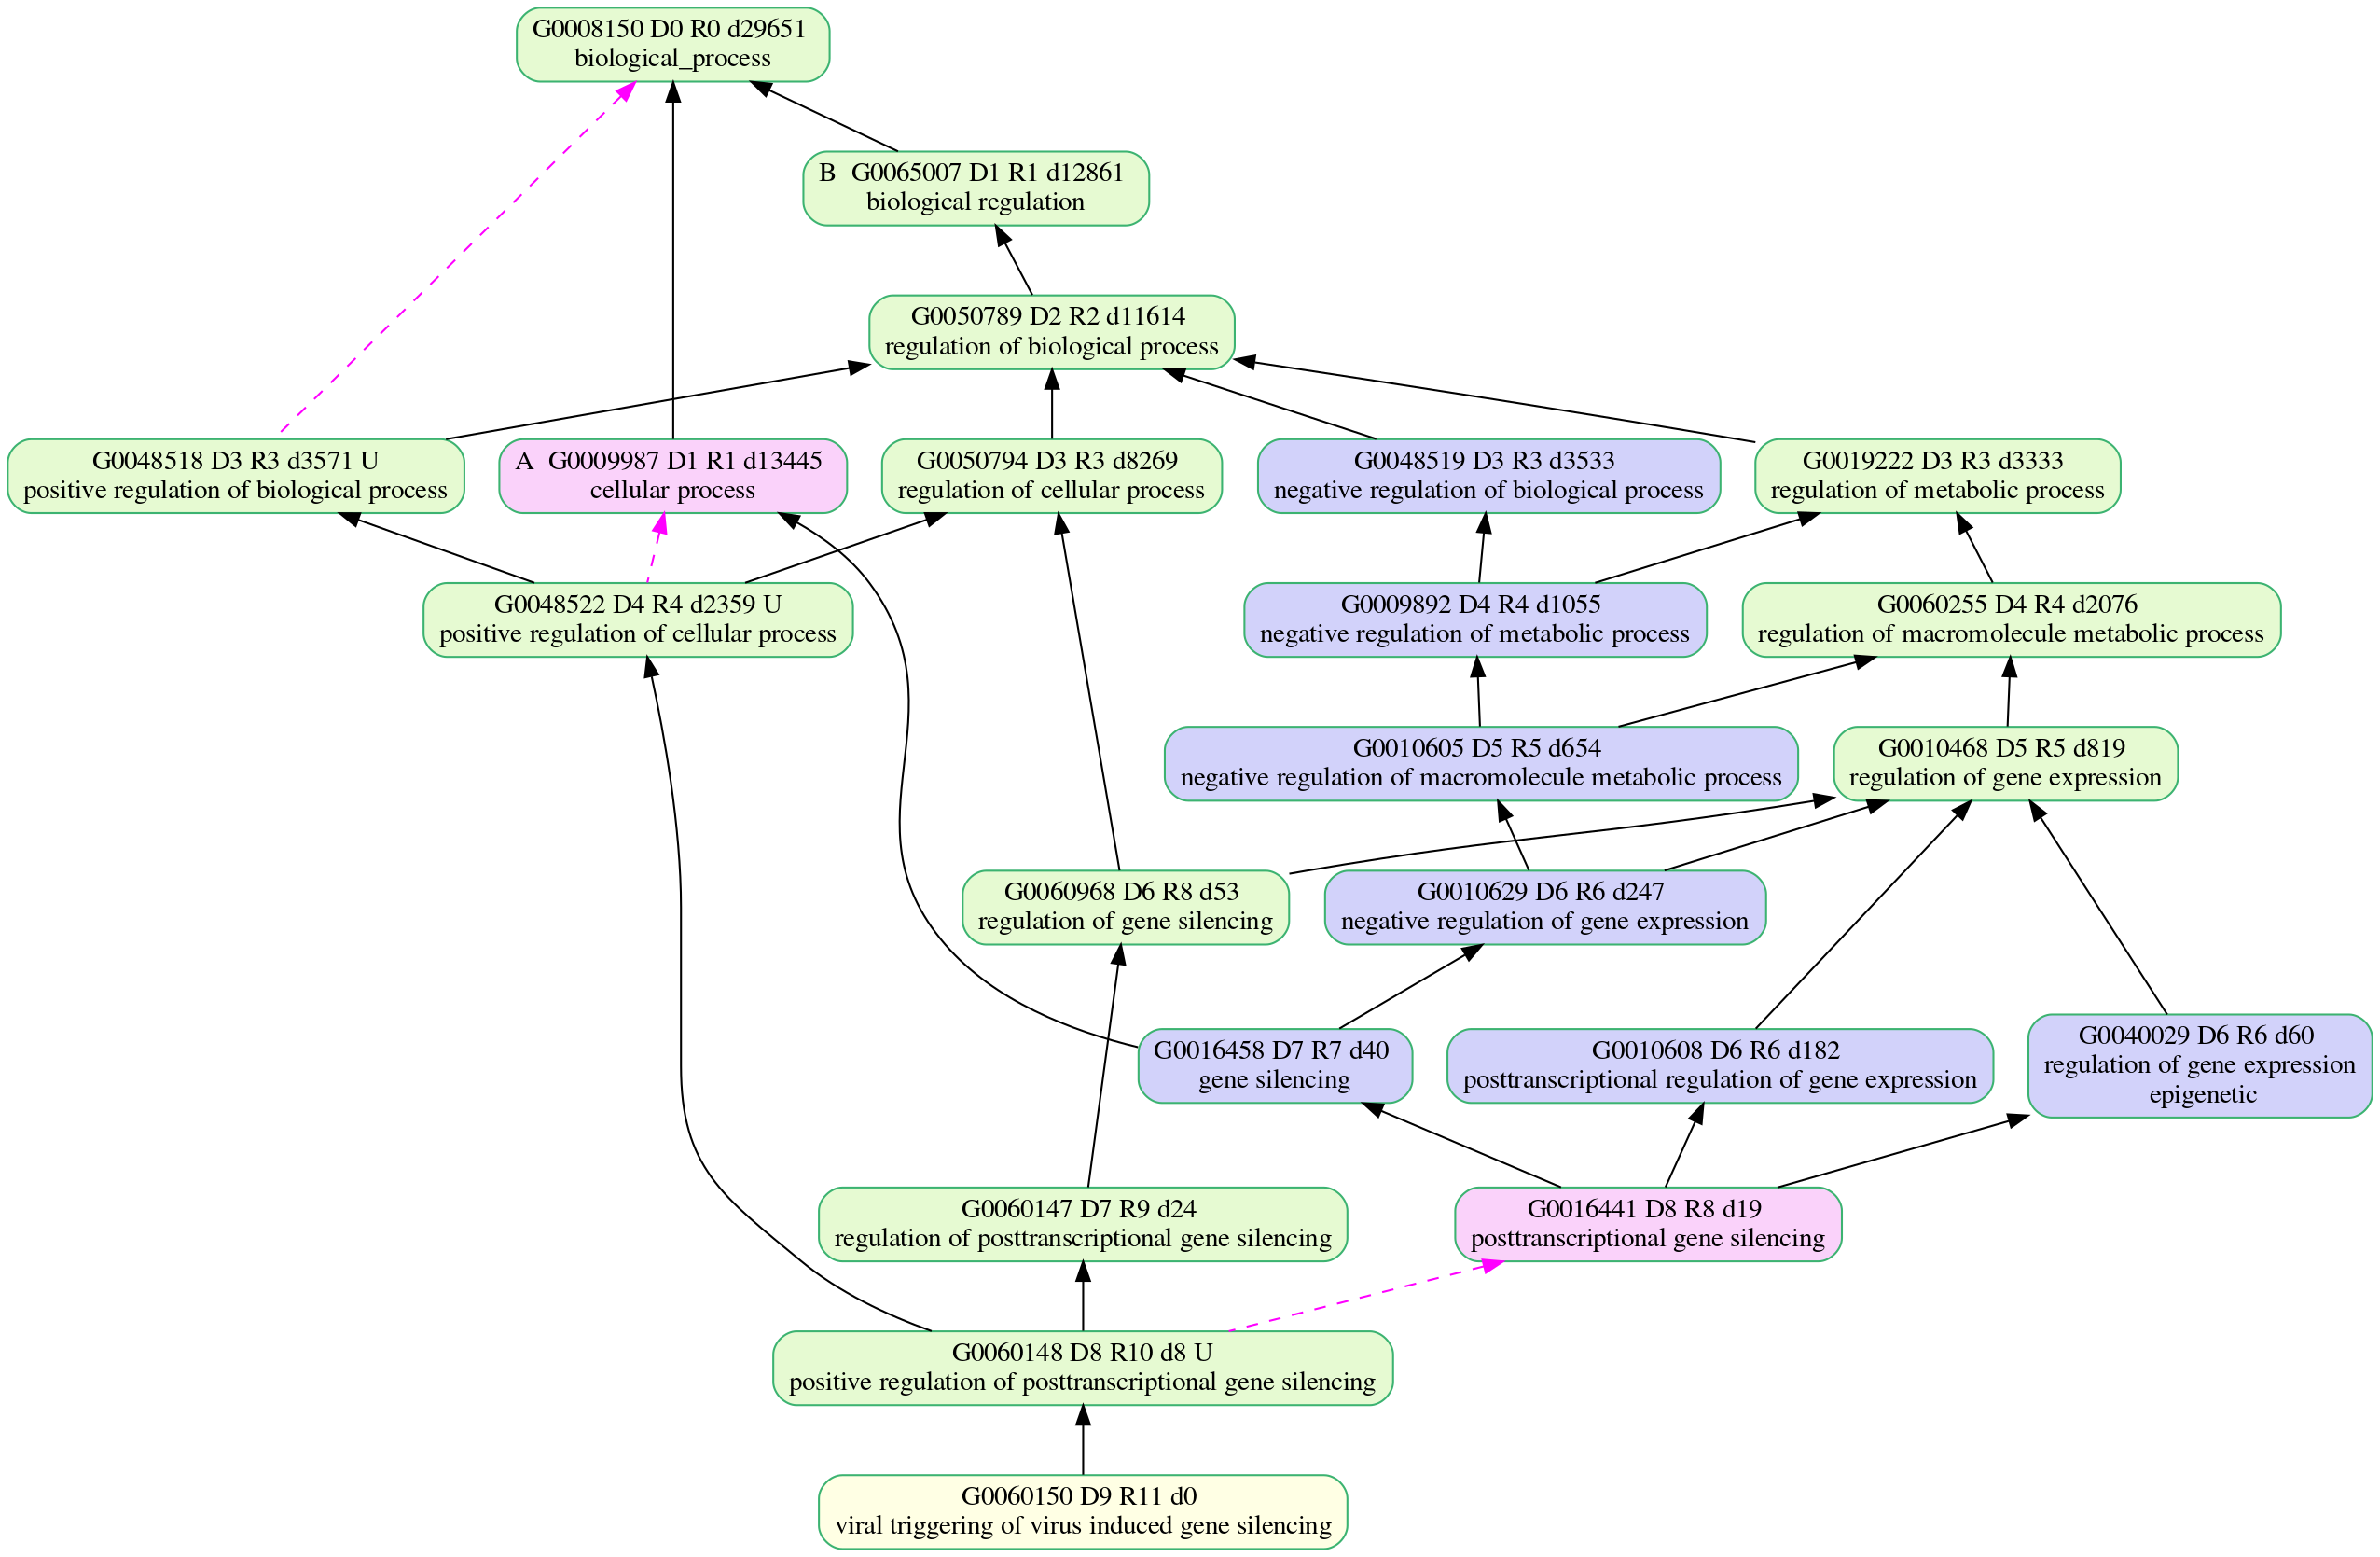 G0008150 D0 R0 d29651
biological_process
B  G0065007 D1 R1 d12861
biological regulation
G0050789 D2 R2 d11614
regulation of biological process
G0048518 D3 R3 d3571 U
positive regulation of biological process
A  G0009987 D1 R1 d13445
cellular process
G0050794 D3 R3 d8269
regulation of cellular process
G0048519 D3 R3 d3533
negative regulation of biological process
G0019222 D3 R3 d3333
regulation of metabolic process
G0048522 D4 R4 d2359 U
positive regulation of cellular process
G0009892 D4 R4 d1055
negative regulation of metabolic process
G0060255 D4 R4 d2076
regulation of macromolecule metabolic process
G0010605 D5 R5 d654
negative regulation of macromolecule metabolic process
G0010468 D5 R5 d819
regulation of gene expression
G0060968 D6 R8 d53
regulation of gene silencing
G0010629 D6 R6 d247
negative regulation of gene expression
G0016458 D7 R7 d40
gene silencing
G0010608 D6 R6 d182
posttranscriptional regulation of gene expression
G0040029 D6 R6 d60
regulation of gene expression
epigenetic
G0060147 D7 R9 d24
regulation of posttranscriptional gene silencing
G0016441 D8 R8 d19
posttranscriptional gene silencing
G0060148 D8 R10 d8 U
positive regulation of posttranscriptional gene silencing
G0060150 D9 R11 d0
viral triggering of virus induced gene silencing